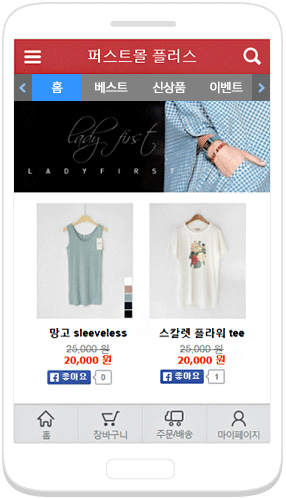 퍼스트몰 플러스
홈 베스트 신상품 이벤트
lady first
LADYFIRST
망고 sleeveless 스칼렛 플라워 tee
25,000 원 25,000 원
20,000 원 20,000 원
좋아요 0 좋아요 1
홈 장바구니 주문/배송 마이페이지